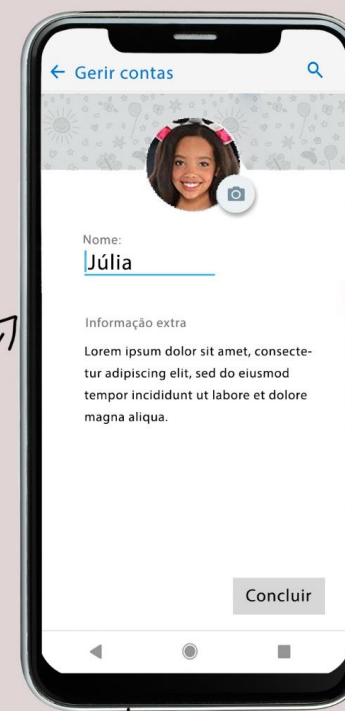 Gerir contas
Nome:
Júlia
Informação extra
Lorem ipsum dolor sit amet, consecte-
tur adipiscing elit, sed do eiusmod
tempor incididunt ut labore et dolore
magna aliqua.
Concluir